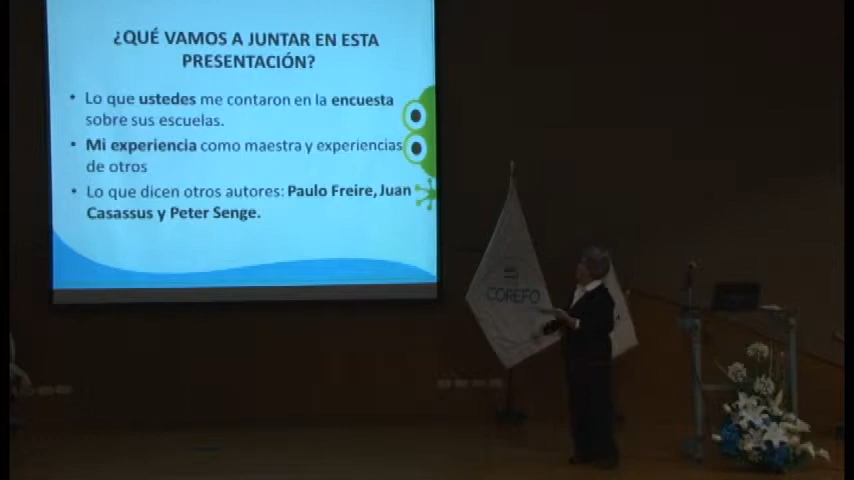 ¿QUÉ VAMOS A JUNTAR EN ESTA
PRESENTACIÓN?
• Lo que ustedes me contaron en la encuesta
sobre sus escuelas.
• Mi experiencia como maestra y experiencias
de otros
• Lo que dicen otros autores: Paulo Freire, Juan
Casassus y Peter Senge.
COREFO